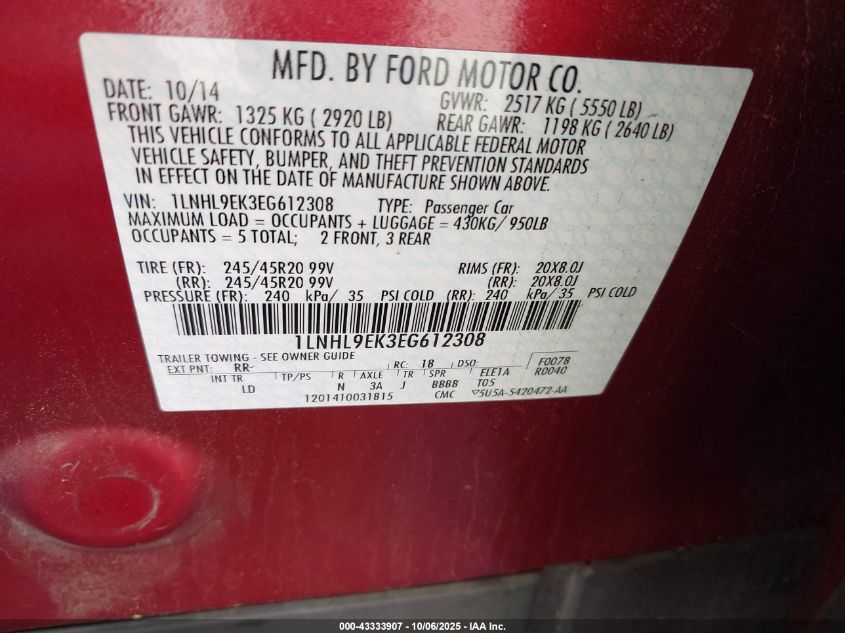 MFD. BY FORD MOTOR CO.
DATE: 10/14 GVWR: 2517 KG ( 5550 LB)
FRONT GAWR: 1325 KG ( 2920 LB) REAR GAWR: 1198 KG ( 2640 LB)
THIS VEHICLE CONFORMS TO ALL APPLICABLE FEDERAL MOTOR
VEHICLE SAFETY, BUMPER, AND THEFT PREVENTION STANDARDS
IN EFFECT ON THE DATE OF MANUFACTURE SHOWN ABOVE.
VIN: 1LNHL9EK3EG612308 TYPE: Passenger Car
MAXIMUM LOAD = OCCUPANTS + LUGGAGE = 430KG/ 950LB
OCCUPANTS = 5 TOTAL; 2 FRONT, 3 REAR
TIRE (FR): 245/45R20 99V RIMS (FR): 20X8.0J
(RR): 245/45R20 99V (RR): 20X8.0J
PRESSURE (FR): 240 kPa/ 35 PSI COLD (RR): 240 kPa/ 35 PSI COLD
1LNHL9EK3EG612308
TRAILER TOWING - SEE OWNER GUIDE
EXT PNT: RR RC: 18 DSO: F0078
INT TR TP/PS R AXLE TR SPR ELE1A R0040
LD N 3A J BBBB T05
1201410031815 CMC 5U5A-5420472-AA
000-43333907 - 10/06/2025 - IAA Inc.